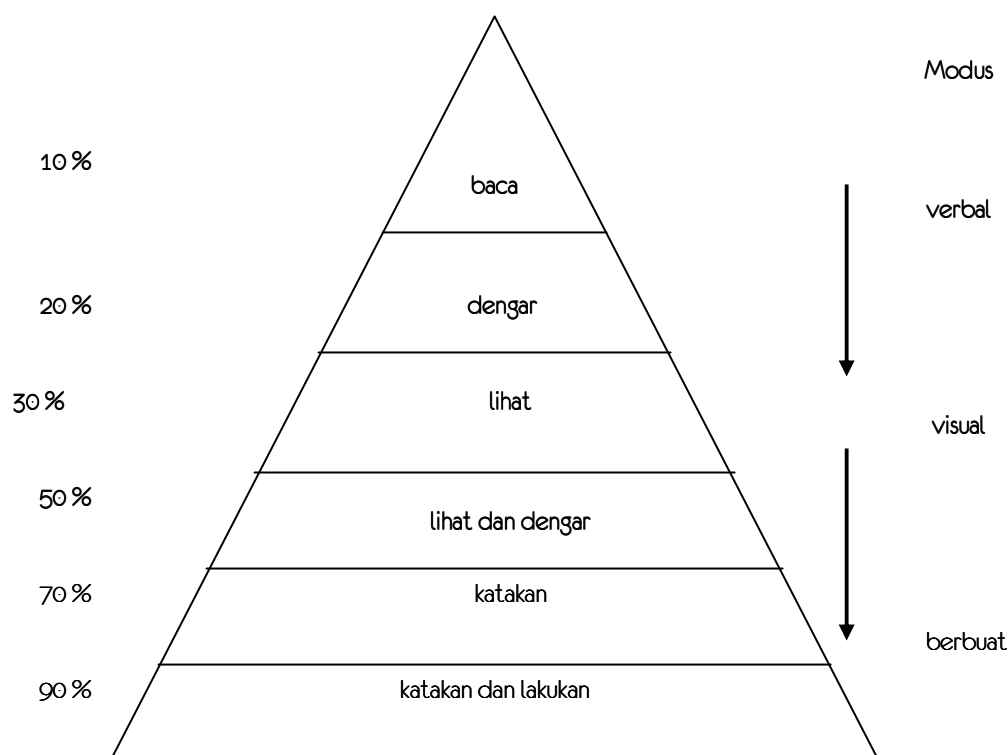 Modus
10 %
baca
verbal
20 %
dengar
30 %
lihat
visual
50 %
lihat dan dengar
70 %
katakan
berbuat
90 %
katakan dan lakukan